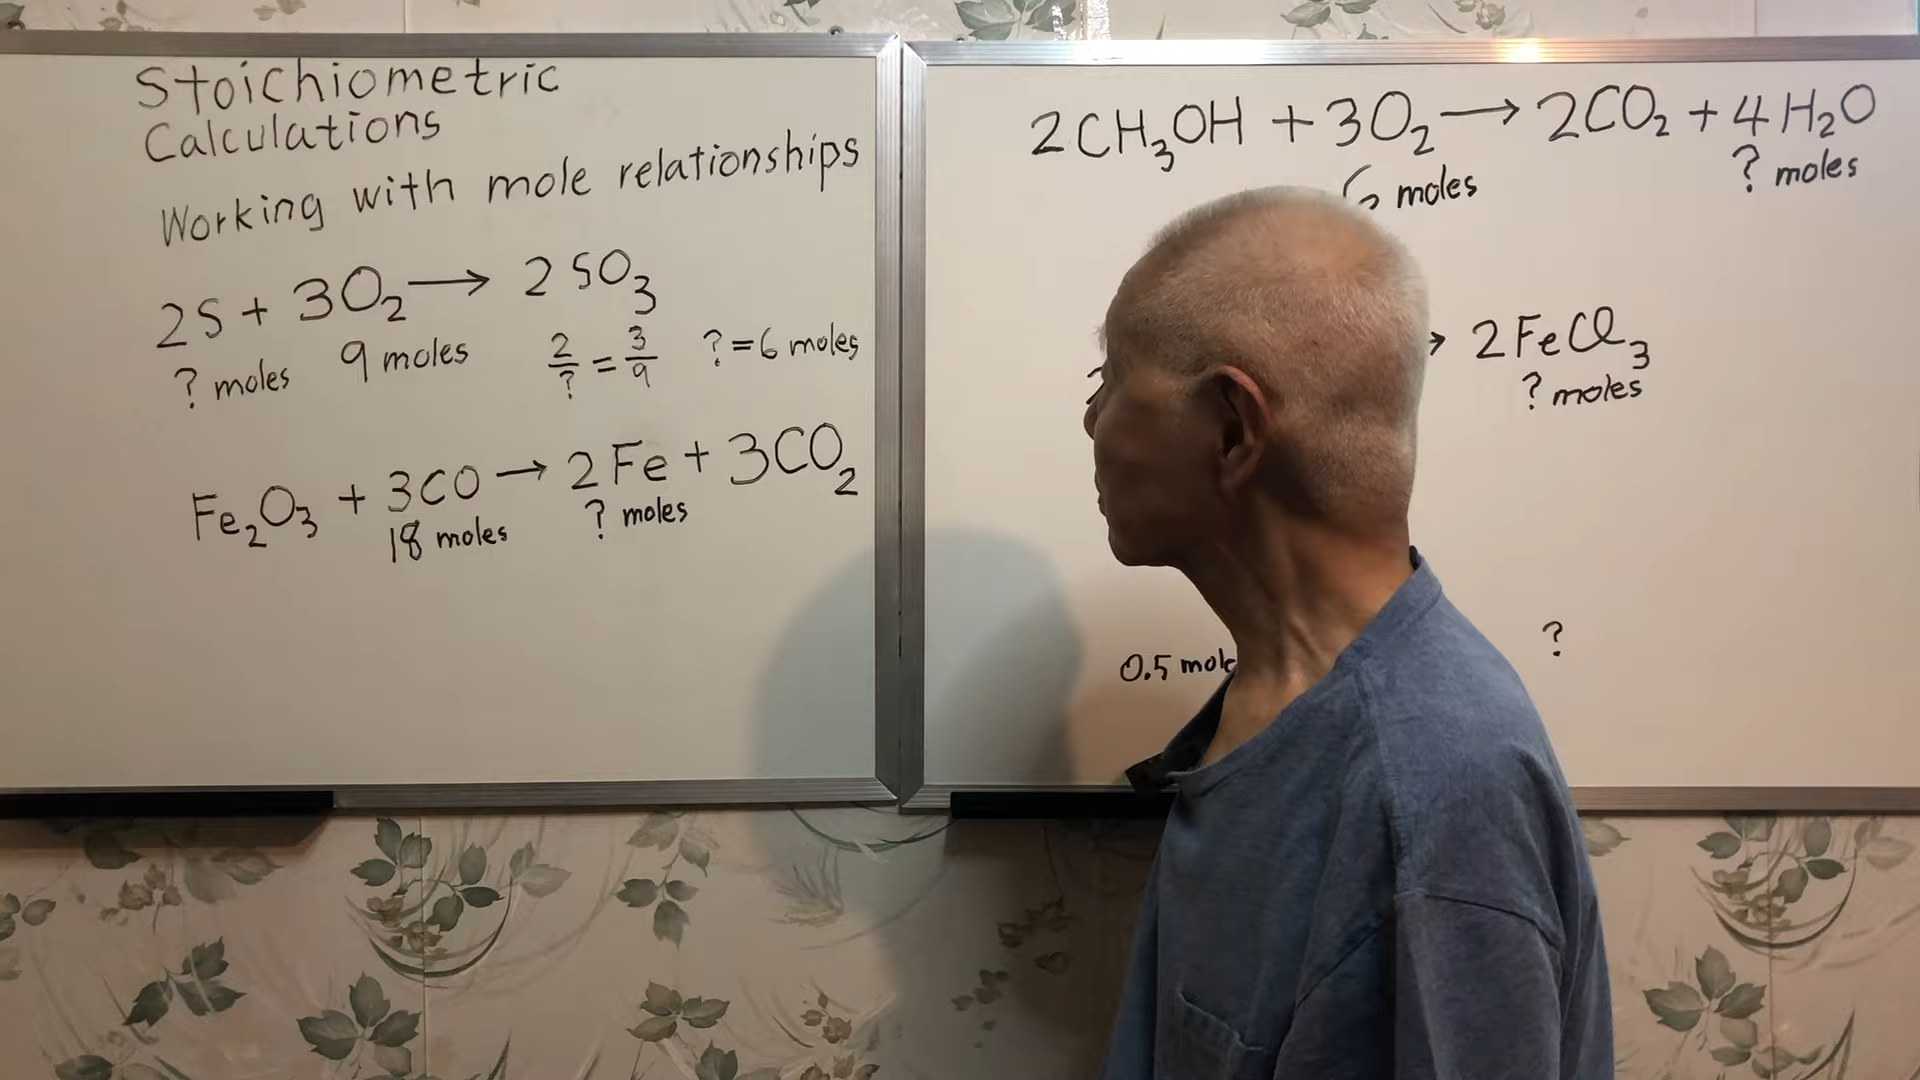 Stoichiometric
Calculations
Working with mole relationships
2S + 3O₂ → 2SO₃
? moles 9 moles 2/? = 3/9 ? = 6 moles
Fe₂O₃ + 3CO → 2Fe + 3CO₂
18 moles ? moles
2CH₃OH + 3O₂ → 2CO₂ + 4H₂O
moles ? moles
→ 2FeCl₃
? moles
0.5 mole ?